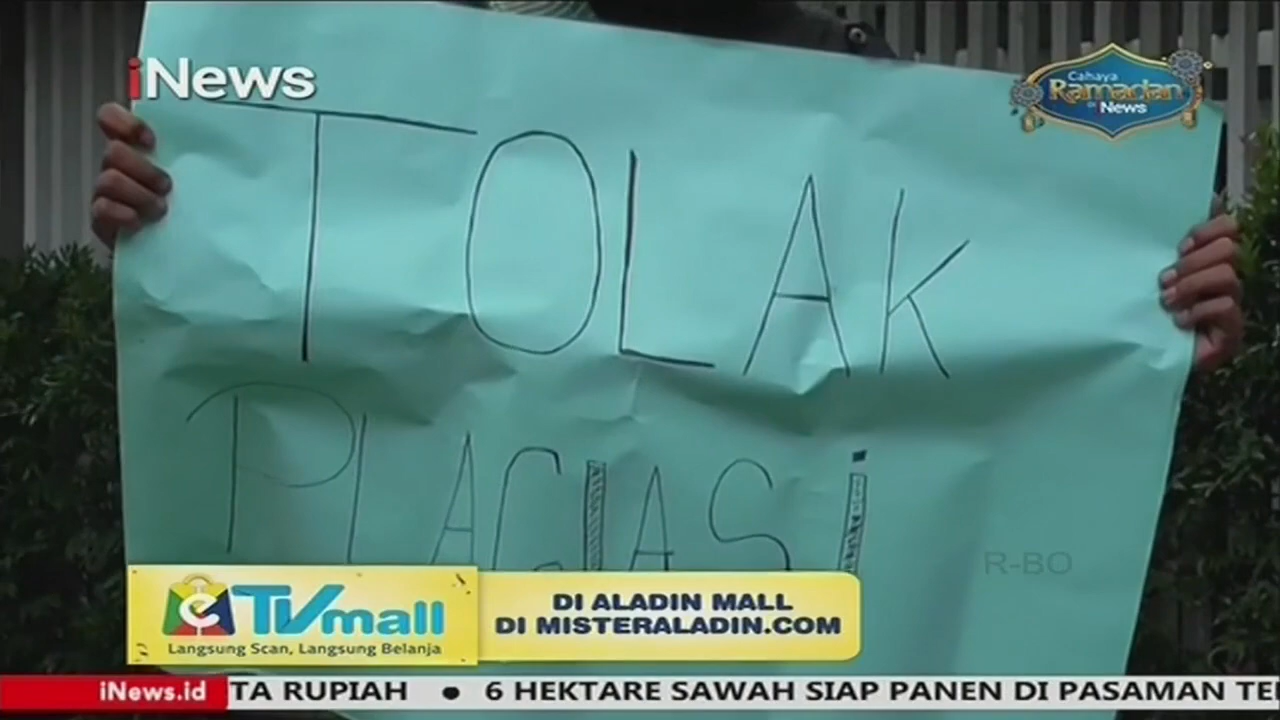 iNews
Cahaya
Ramadan
di iNews
TOLAK
PLAGIASi
R-BO
eTVmall
Langsung Scan, Langsung Belanja
DI ALADIN MALL
DI MISTERALADIN.COM
iNews.id TA RUPIAH ● 6 HEKTARE SAWAH SIAP PANEN DI PASAMAN